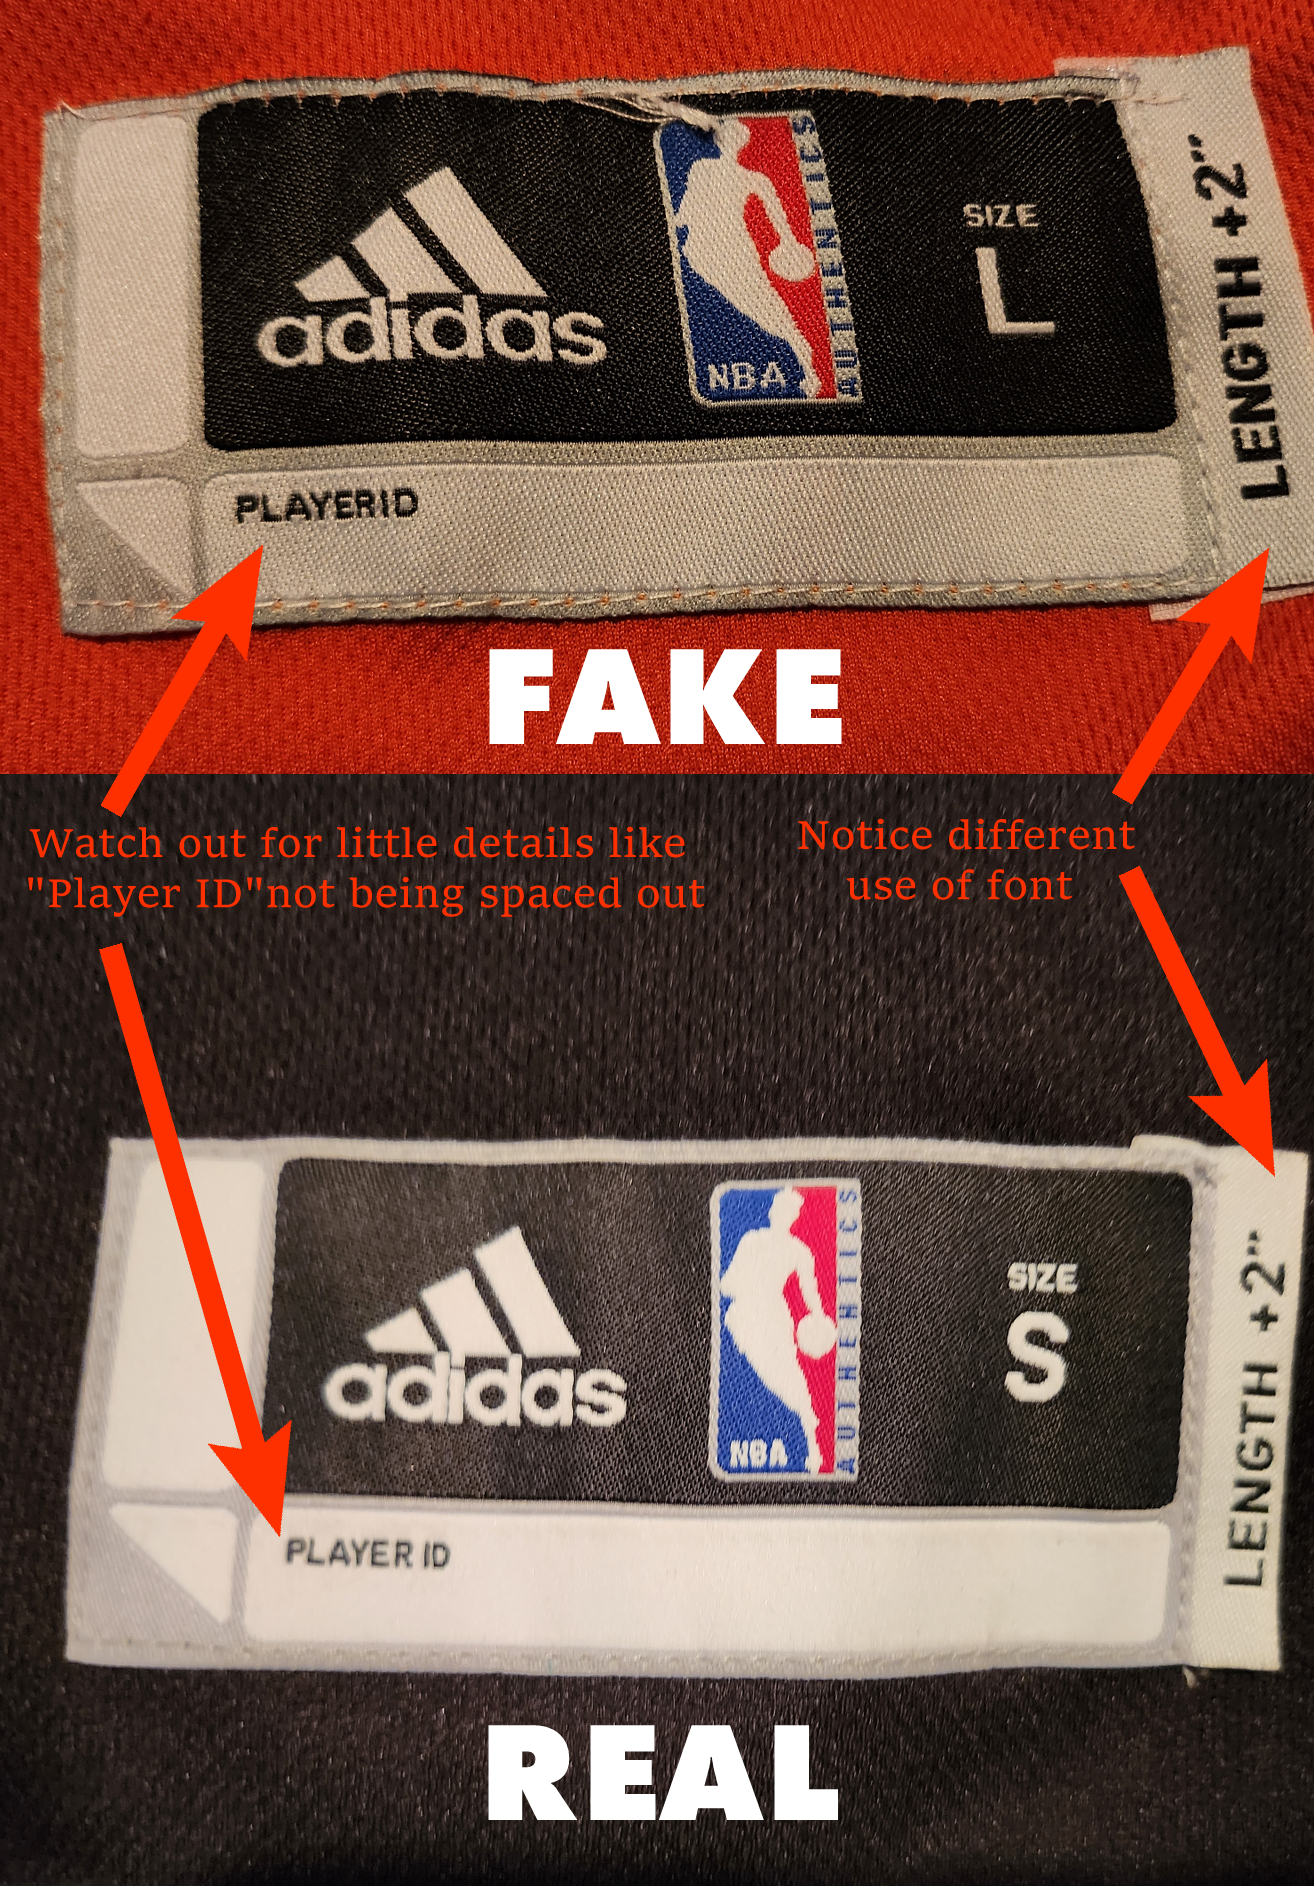 adidas
NBA
AUTHENTICS
SIZE
L
LENGTH +2"
PLAYERID
FAKE
Watch out for little details like
"Player ID"not being spaced out
Notice different
use of font
adidas
NBA
AUTHENTICS
SIZE
S
LENGTH +2"
PLAYER ID
REAL